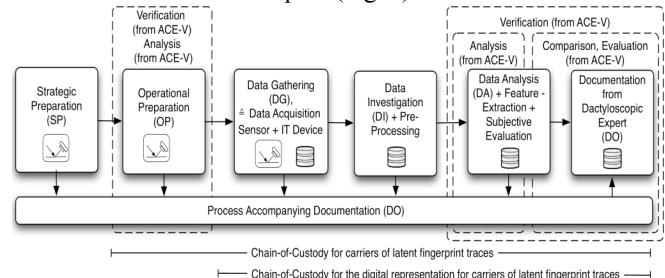 Verification
(from ACE-V)
Analysis
(from ACE-V)
Verification (from ACE-V)
Analysis
(from ACE-V)
Comparison, Evaluation
(from ACE-V)
Strategic
Preparation
(SP)
Operational
Preparation
(OP)
Data Gathering
(DG),
≙ Data Acquisition
Sensor + IT Device
Data
Investigation
(DI) + Pre-
Processing
Data Analysis
(DA) + Feature -
Extraction +
Subjective
Evaluation
Documentation
from
Dactyloscopic
Expert
(DO)
Process Accompanying Documentation (DO)
Chain-of-Custody for carriers of latent fingerprint traces
Chain-of-Custody for the digital representation for carriers of latent fingerprint traces